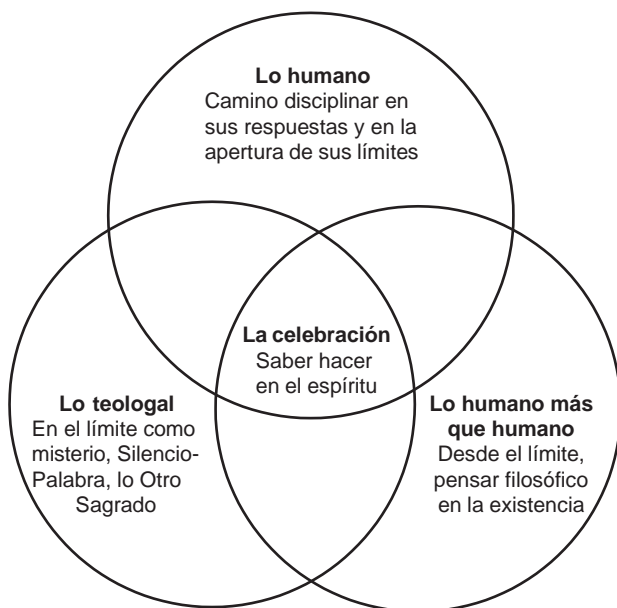 Lo humano
Camino disciplinar en
sus respuestas y en la
apertura de sus límites
La celebración
Saber hacer
en el espíritu
Lo teologal
En el límite como
misterio, Silencio-
Palabra, lo Otro
Sagrado
Lo humano más
que humano
Desde el límite,
pensar filosófico
en la existencia